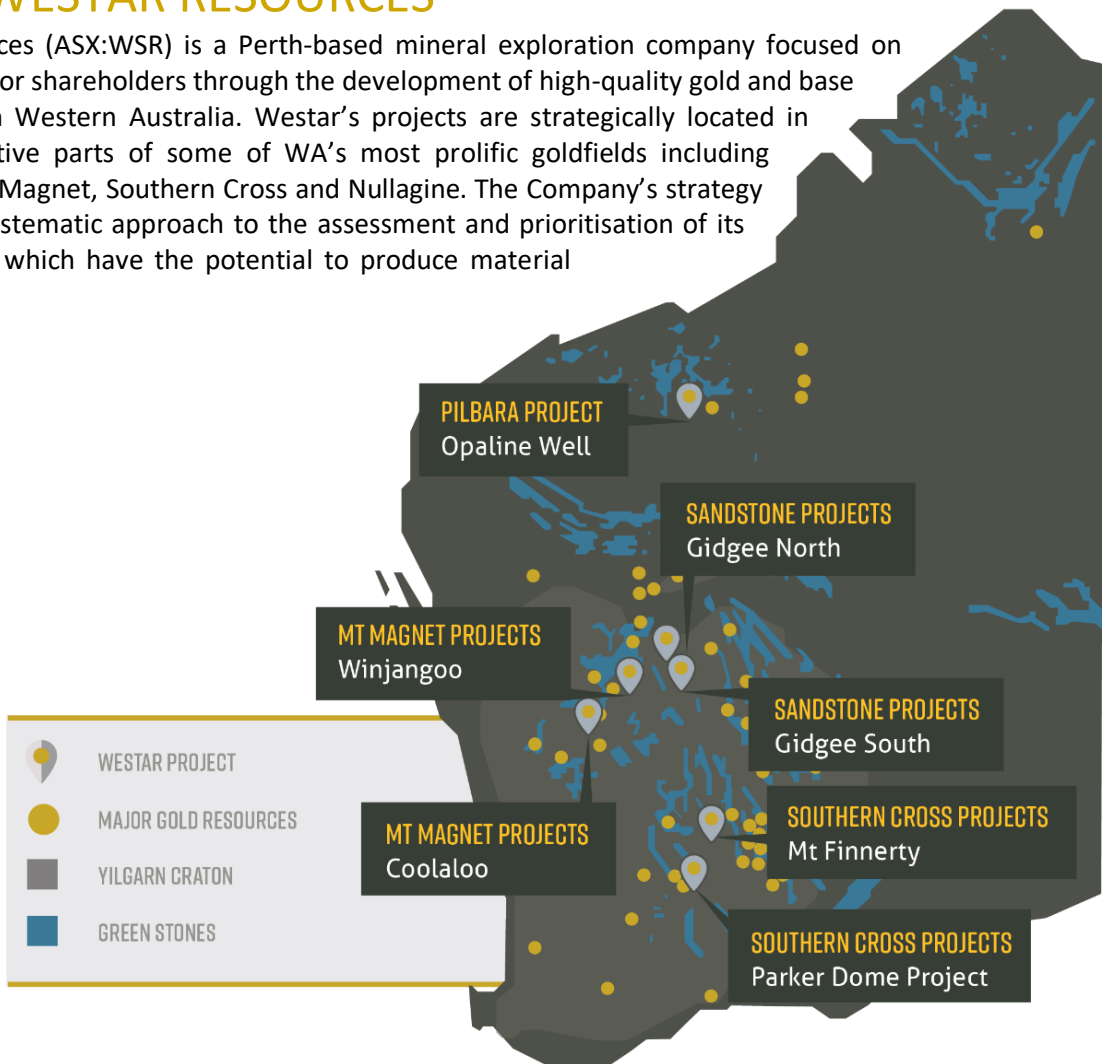 WESTAR RESOURCES
ces (ASX:WSR) is a Perth-based mineral exploration company focused on
or shareholders through the development of high-quality gold and base
Western Australia. Westar’s projects are strategically located in
tive parts of some of WA’s most prolific goldfields including
Magnet, Southern Cross and Nullagine. The Company’s strategy
stematic approach to the assessment and prioritisation of its
which have the potential to produce material
PILBARA PROJECT
Opaline Well
SANDSTONE PROJECTS
Gidgee North
MT MAGNET PROJECTS
Winjangoo
SANDSTONE PROJECTS
Gidgee South
WESTAR PROJECT
MAJOR GOLD RESOURCES
YILGARN CRATON
GREEN STONES
MT MAGNET PROJECTS
Coolaloo
SOUTHERN CROSS PROJECTS
Mt Finnerty
SOUTHERN CROSS PROJECTS
Parker Dome Project